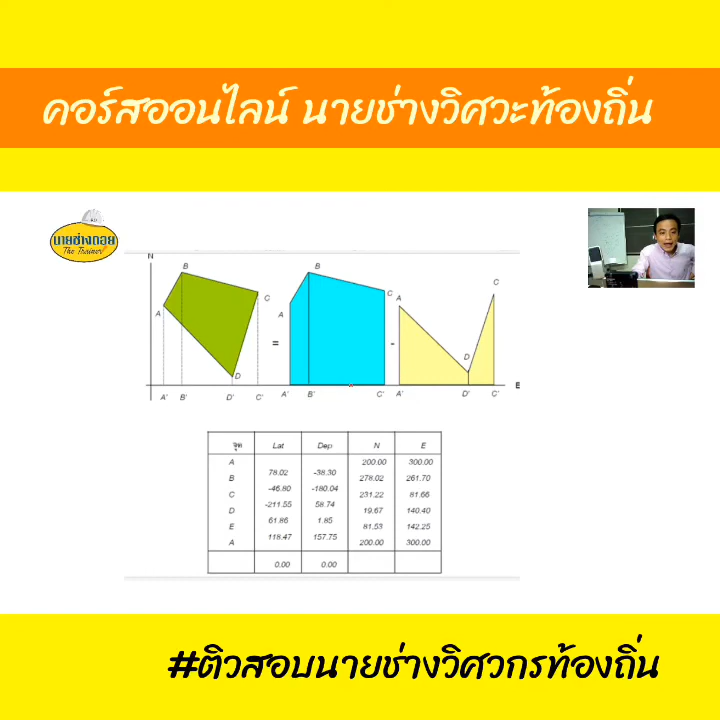 คอร์สออนไลน์ นายช่างวิศวะท้องถิ่น
นายช่างถอย
The Trainer
N
B
A
C
D
A' B' D' C'
=
B
A
C
A' B' C'
-
A
D
C
A' D' C'
E
จุด Lat Dep N E
A 200.00 300.00
78.02 -38.30
B 278.02 261.70
-46.80 -180.04
C 231.22 81.66
-211.55 58.74
D 19.67 140.40
61.86 1.85
E 81.53 142.25
118.47 157.75
A 200.00 300.00
0.00 0.00
#ติวสอบนายช่างวิศวกรท้องถิ่น